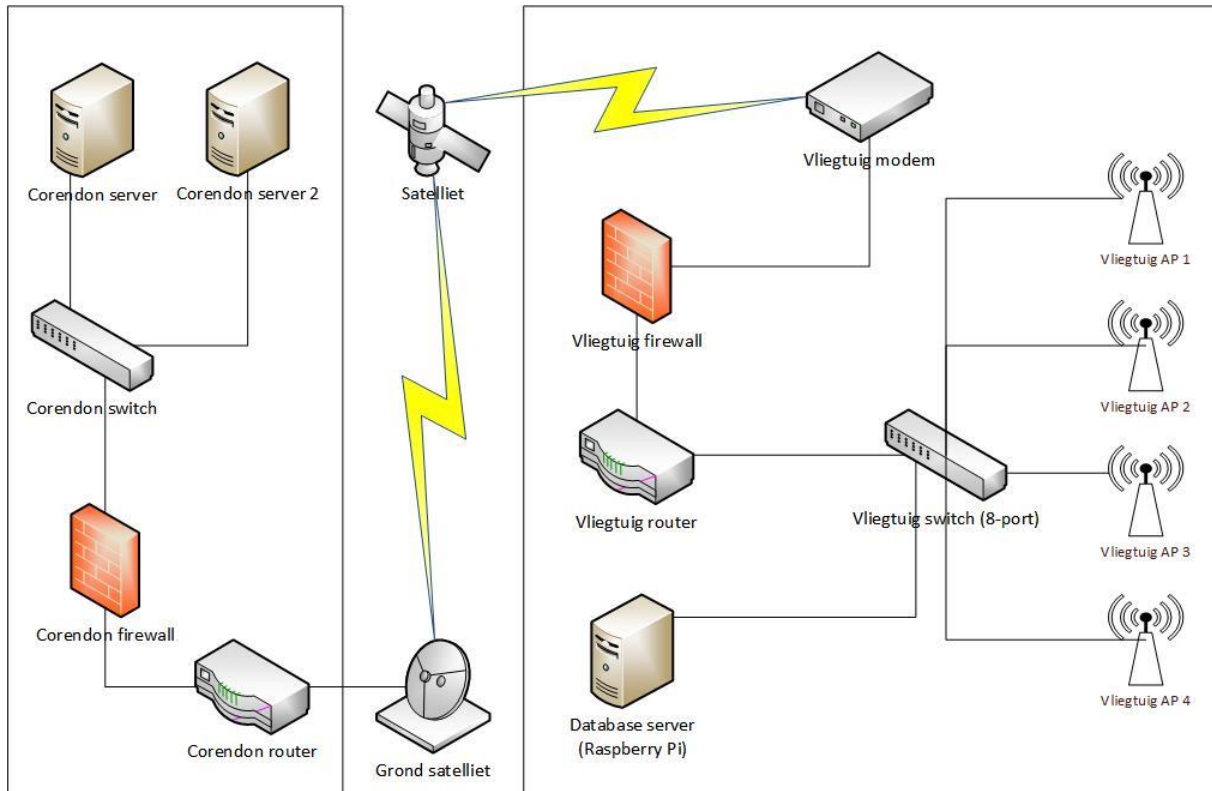 Corendon server
Corendon server 2
Corendon switch
Corendon firewall
Corendon router
Satelliet
Grond satelliet
Vliegtuig modem
Vliegtuig firewall
Vliegtuig router
Vliegtuig switch (8-port)
Database server
(Raspberry Pi)
Vliegtuig AP 1
Vliegtuig AP 2
Vliegtuig AP 3
Vliegtuig AP 4